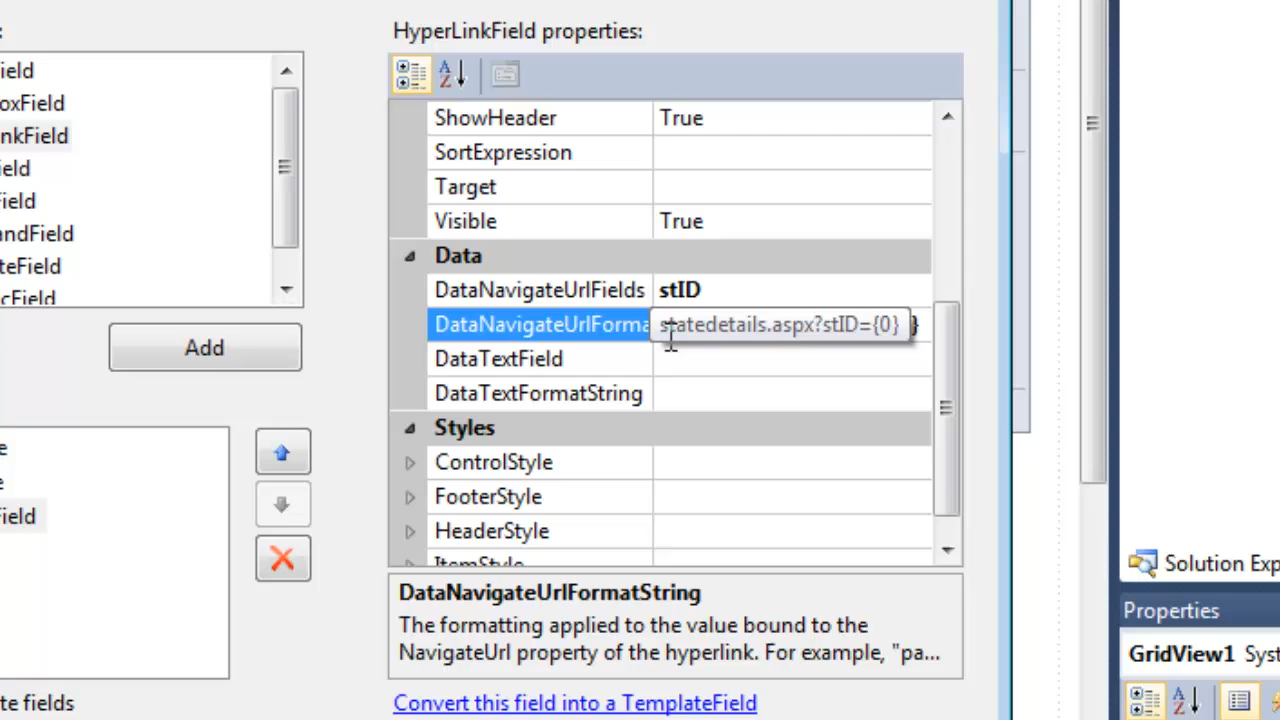 :
HyperLinkField properties:
ield
oxField
nkField
ield
Field
andField
teField
cField
Add
e
e
ield
te fields
ShowHeader True
SortExpression
Target
Visible True
Data
DataNavigateUrlFields stID
DataNavigateUrlForma statedetails.aspx?stID={0} }
DataTextField
DataTextFormatString
Styles
ControlStyle
FooterStyle
HeaderStyle
ItemStyle
DataNavigateUrlFormatString
The formatting applied to the value bound to the
NavigateUrl property of the hyperlink. For example, "pa...
Convert this field into a TemplateField
Solution Exp
Properties
GridView1 Syst